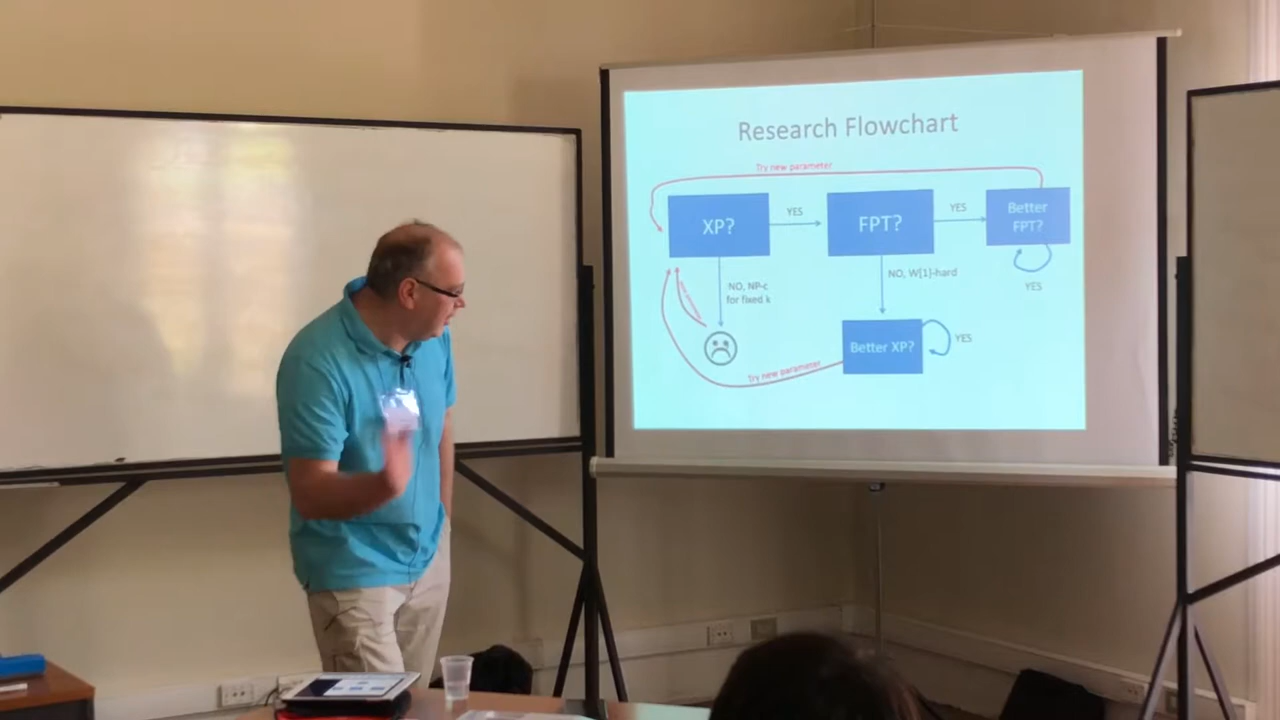 Research Flowchart
Try new parameter
XP?
YES
FPT?
YES
Better
FPT?
NO, NP-c
for fixed k
NO, W[1]-hard
YES
Better XP?
YES
Try new parameter